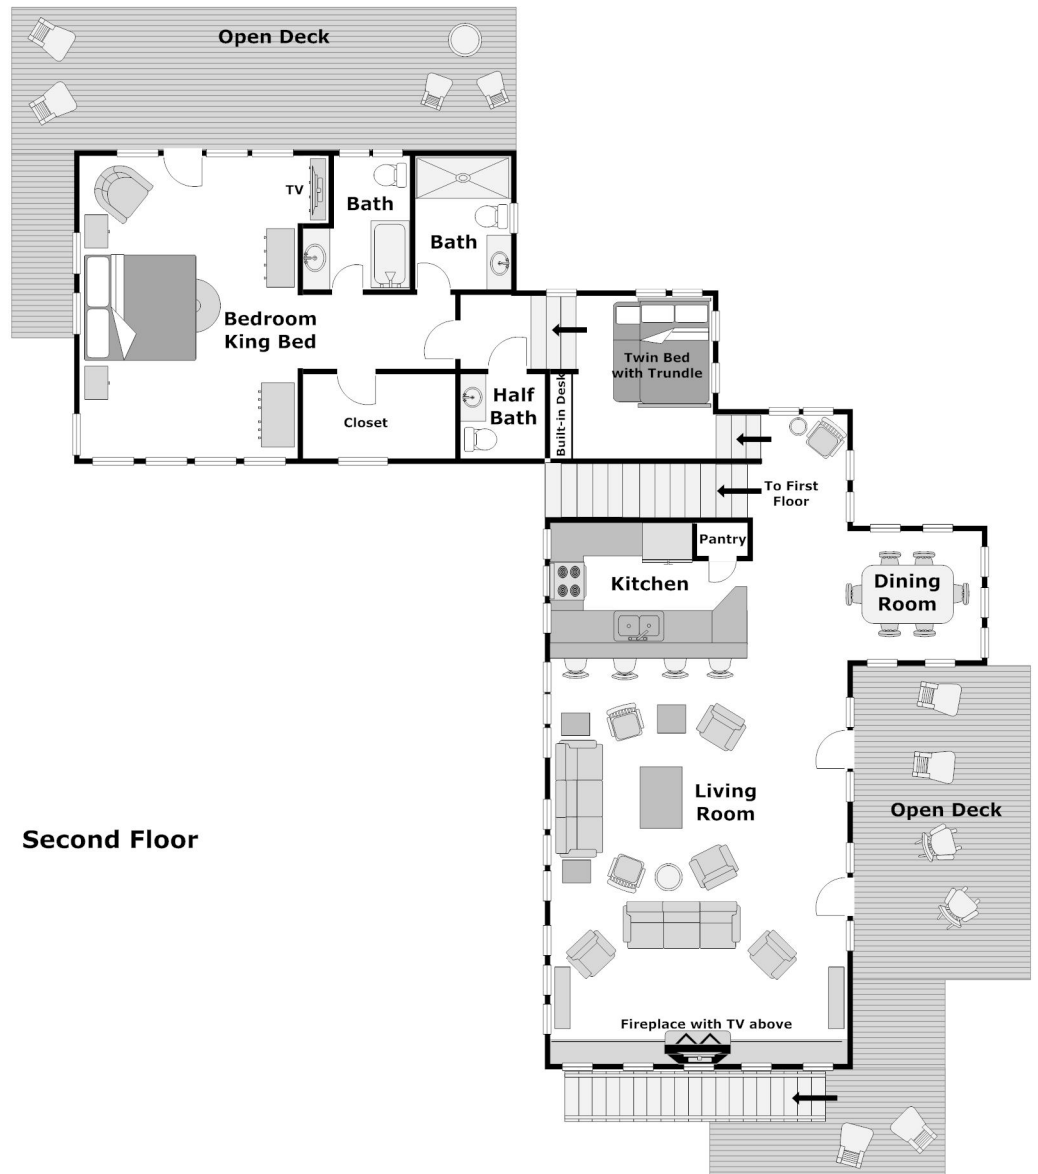 Open Deck
TV
Bath
Bath
Bedroom
King Bed
Twin Bed
with Trundle
Built-in Desk
Half
Bath
Closet
To First
Floor
Pantry
Kitchen
Dining
Room
Living
Room
Open Deck
Second Floor
Fireplace with TV above